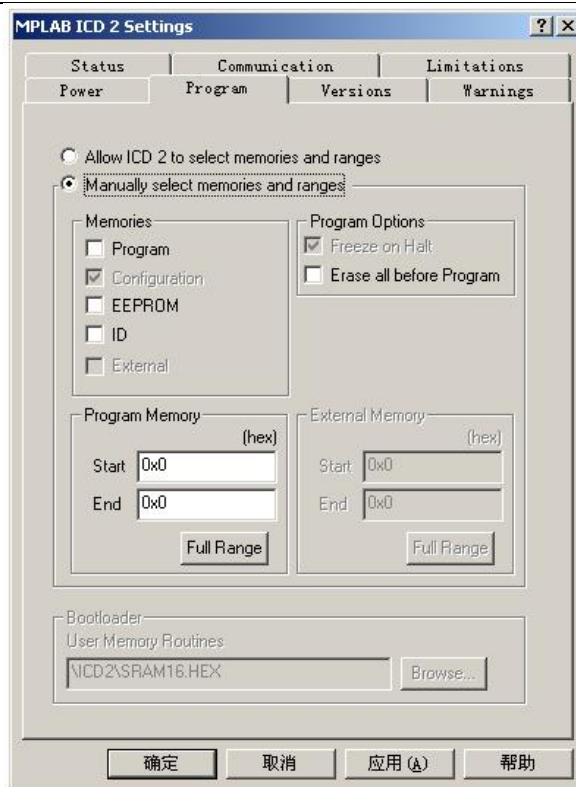 MPLAB ICD 2 Settings
Status Communication Limitations
Power Program Versions Warnings
Allow ICD 2 to select memories and ranges
Manually select memories and ranges
Memories
Program
Configuration
EEPROM
ID
External
Program Options
Freeze on Halt
Erase all before Program
Program Memory
(hex)
Start 0x0
End 0x0
Full Range
External Memory
(hex)
Start 0x0
End 0x0
Full Range
Bootloader
User Memory Routines
\ICD2\SRAM16.HEX Browse...
确定 取消 应用(A) 帮助